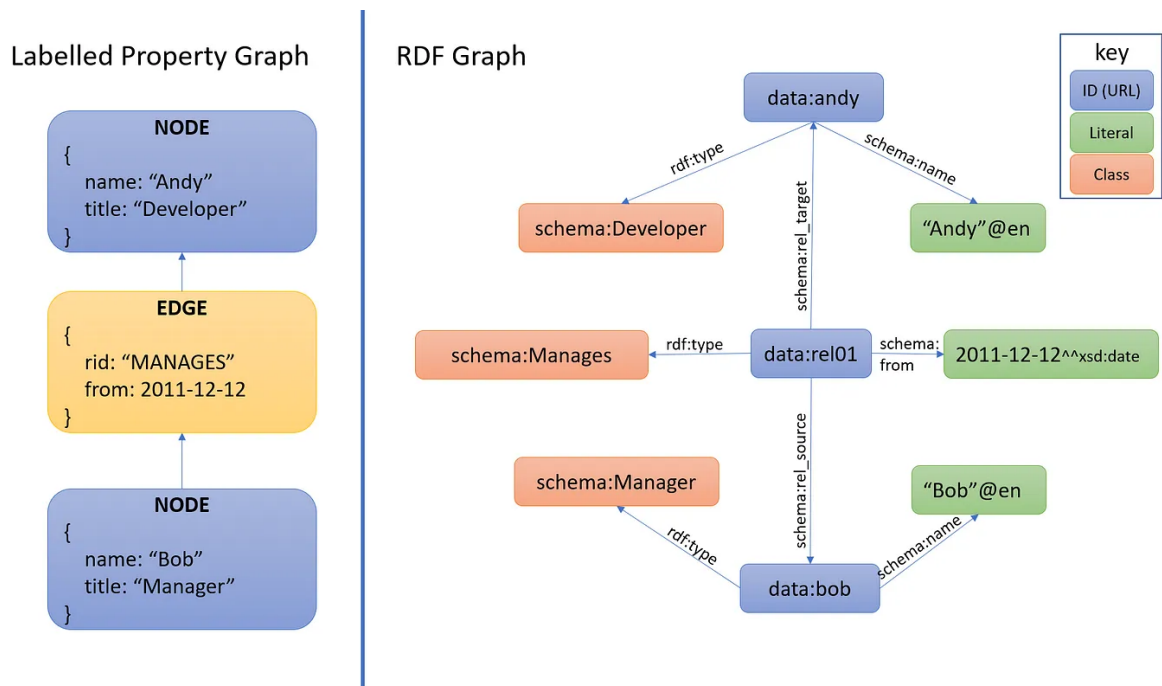 Labelled Property Graph
NODE
{
name: “Andy”
title: “Developer”
}
EDGE
{
rid: “MANAGES”
from: 2011-12-12
}
NODE
{
name: “Bob”
title: “Manager”
}
RDF Graph
key
ID (URL)
Literal
Class
data:andy
rdf:type
schema:name
schema:Developer
schema:rel_target
“Andy”@en
schema:Manages
rdf:type
data:rel01
schema:
from
2011-12-12^^xsd:date
schema:rel_source
schema:Manager
“Bob”@en
rdf:type
schema:name
data:bob